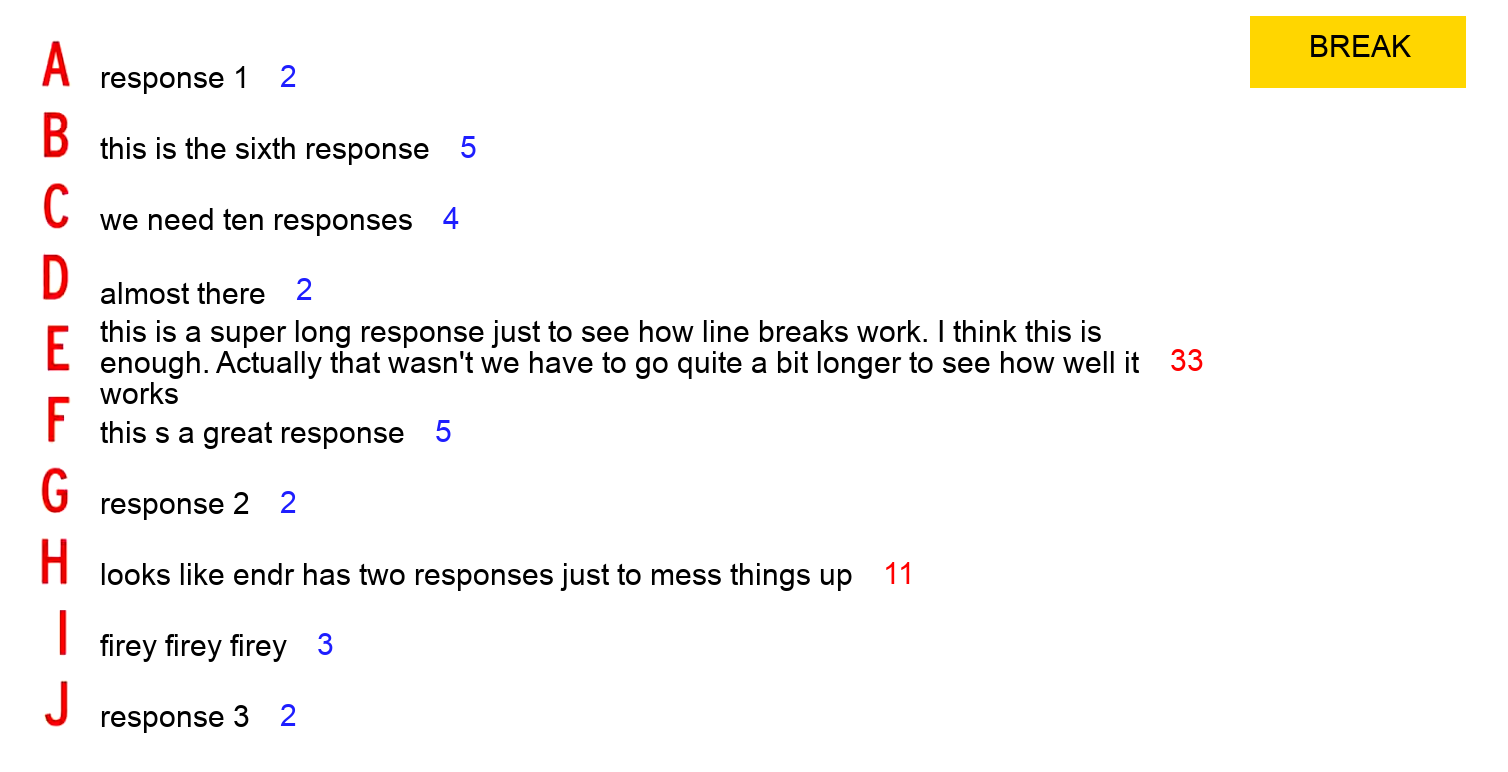 BREAK
A response 1 2
B this is the sixth response 5
C we need ten responses 4
D almost there 2
E this is a super long response just to see how line breaks work. I think this is
enough. Actually that wasn't we have to go quite a bit longer to see how well it 33
works
F this s a great response 5
G response 2 2
H looks like endr has two responses just to mess things up 11
I firey firey firey 3
J response 3 2